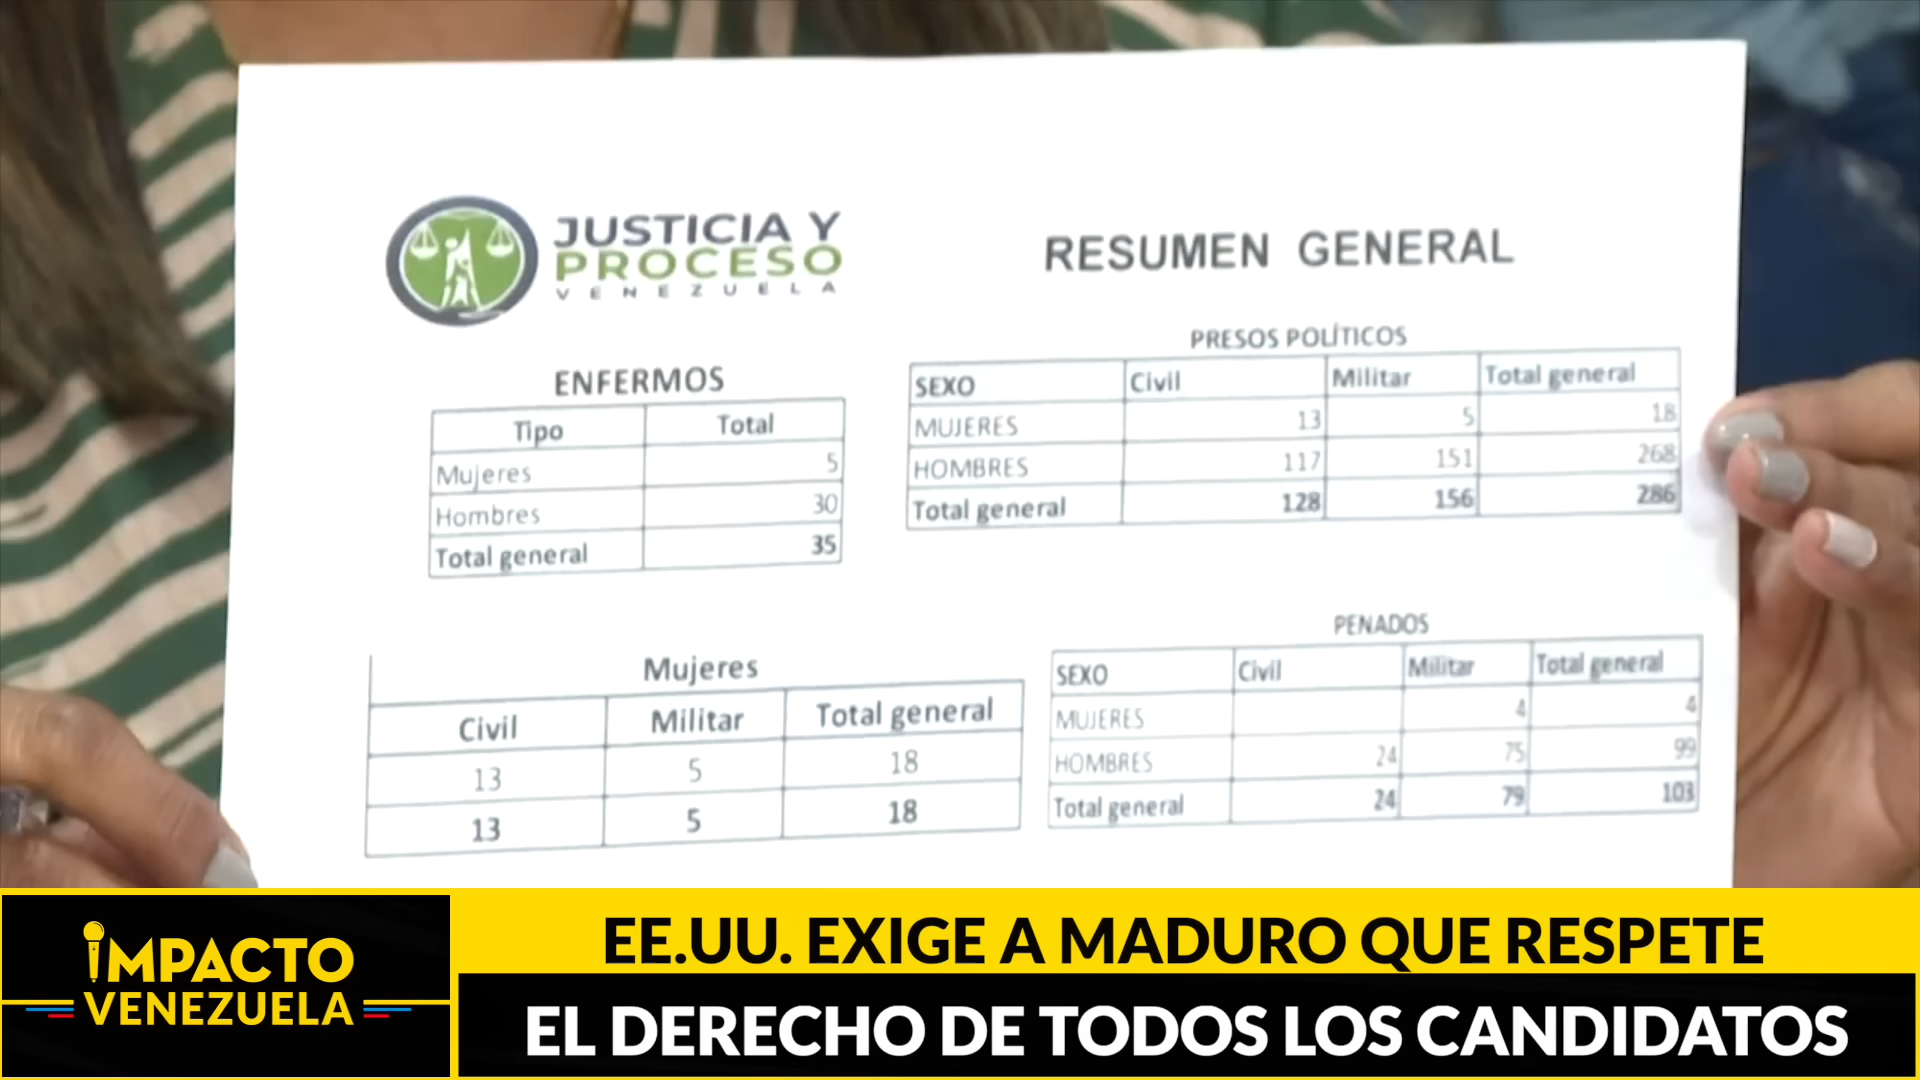 JUSTICIA Y
PROCESO
VENEZUELA
RESUMEN GENERAL
ENFERMOS
Tipo Total
Mujeres 5
Hombres 30
Total general 35
PRESOS POLÍTICOS
SEXO Civil Militar Total general
MUJERES 13 5 18
HOMBRES 117 151 268
Total general 128 156 286
Mujeres
Civil Militar Total general
13 5 18
13 5 18
PENADOS
SEXO Civil Militar Total general
MUJERES 4 4
HOMBRES 24 75 99
Total general 24 79 103
IMPACTO
VENEZUELA
EE.UU. EXIGE A MADURO QUE RESPETE
EL DERECHO DE TODOS LOS CANDIDATOS